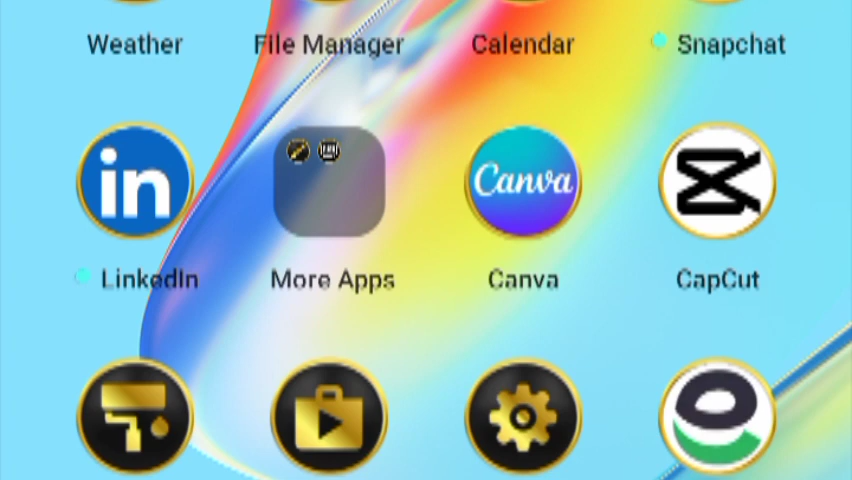 Weather
File Manager
Calendar
Snapchat
in
Canva
LinkedIn
More Apps
Canva
CapCut